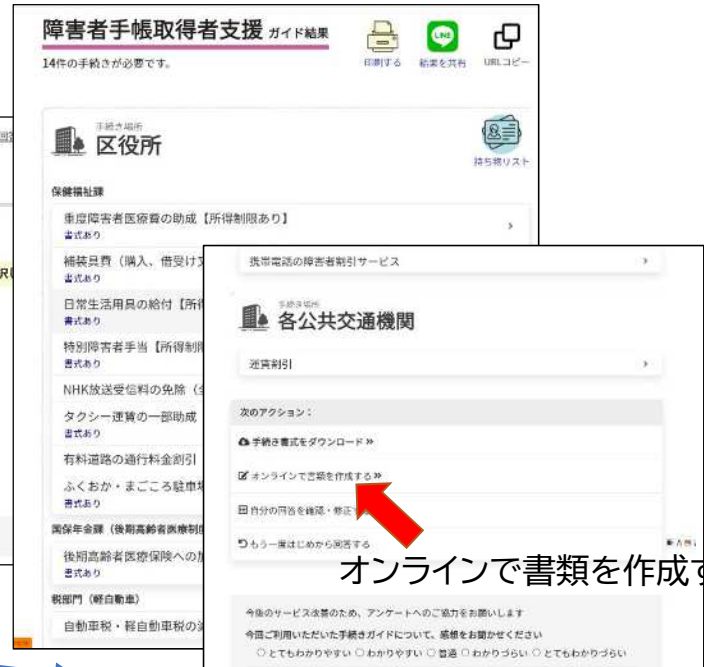 障害者手帳取得者支援 ガイド結果
14件の手続きが必要です。
印刷する
結果を共有
URLコピー
手続き場所
区役所
持ち物リスト
保健福祉課
重度障害者医療費の助成【所得制限あり】
書式あり
補装具費（購入、借受け又
書式あり
日常生活用具の給付【所得
書式あり
特別障害者手当【所得制限
書式あり
NHK放送受信料の免除（全
タクシー運賃の一部助成
書式あり
有料道路の通行料金割引
ふくおか・まごころ駐車場
書式あり
国保年金課（後期高齢者医療制度
後期高齢者医療保険への加
書式あり
税部門（軽自動車）
自動車税・軽自動車税の減
携帯電話の障害者割引サービス
手続き場所
各公共交通機関
運賃割引
次のアクション：
手続き書式をダウンロード »
オンラインで書類を作成する »
自分の回答を確認・修正す
もう一度はじめから回答する
オンラインで書類を作成す
今後のサービス改善のため、アンケートへのご協力をお願いします
今回ご利用いただいた手続きガイドについて、感想をお聞かせください
とてもわかりやすい わかりやすい 普通 わかりづらい とてもわかりづらい